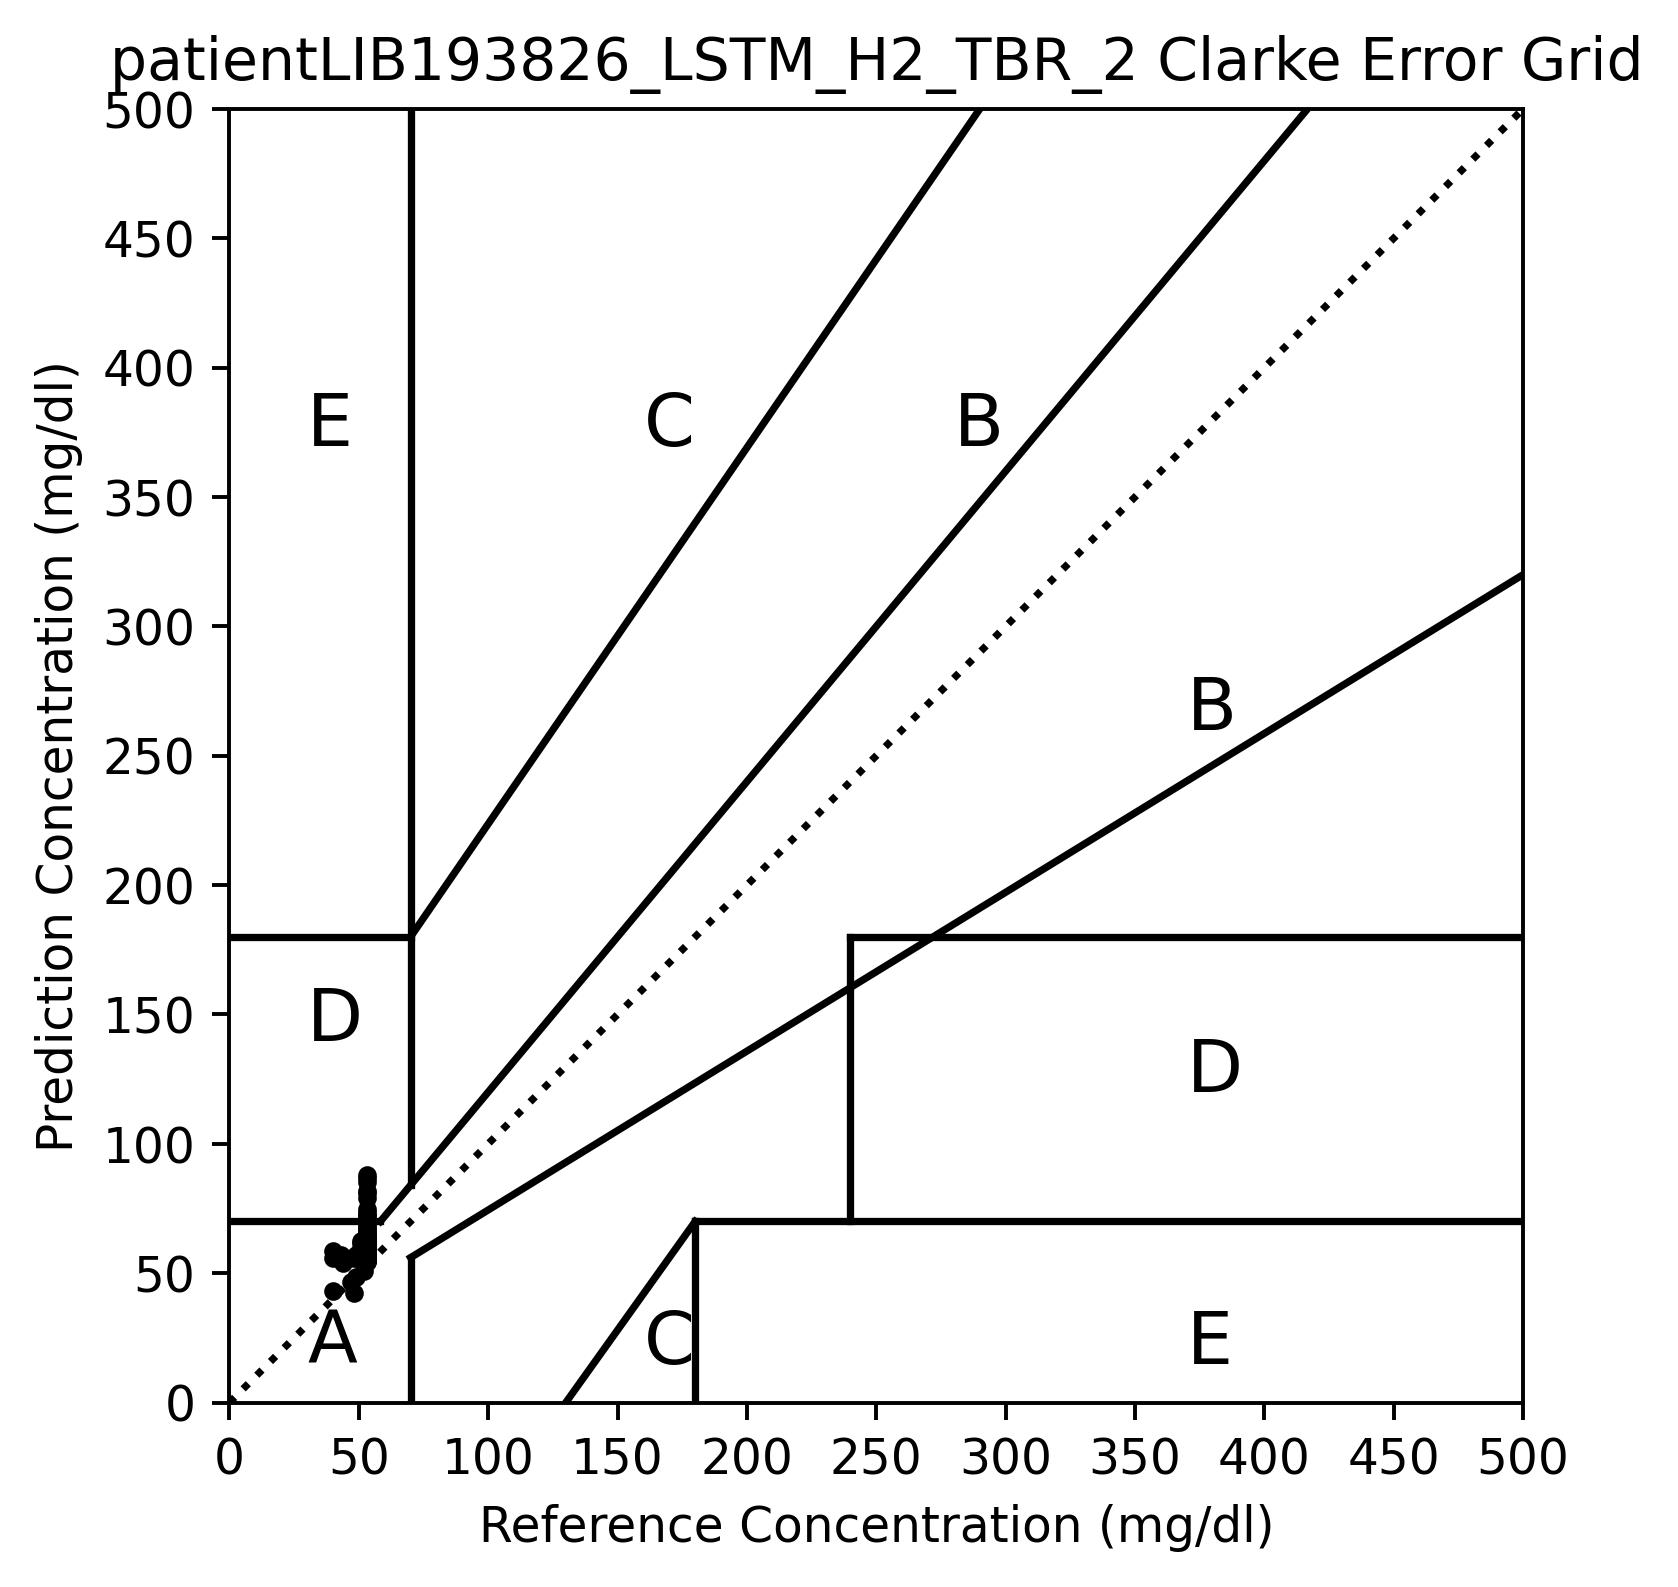 patientLIB193826_LSTM_H2_TBR_2 Clarke Error Grid
500
450
400
350
300
250
200
150
100
50
0
Prediction Concentration (mg/dl)
E
C
B
B
D
D
A
C
E
0 50 100 150 200 250 300 350 400 450 500
Reference Concentration (mg/dl)